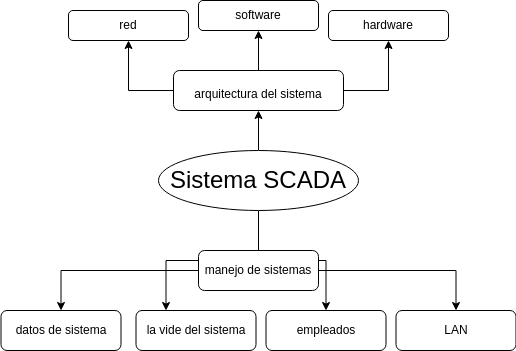 red
software
hardware
arquitectura del sistema
Sistema SCADA
manejo de sistemas
datos de sistema
la vide del sistema
empleados
LAN